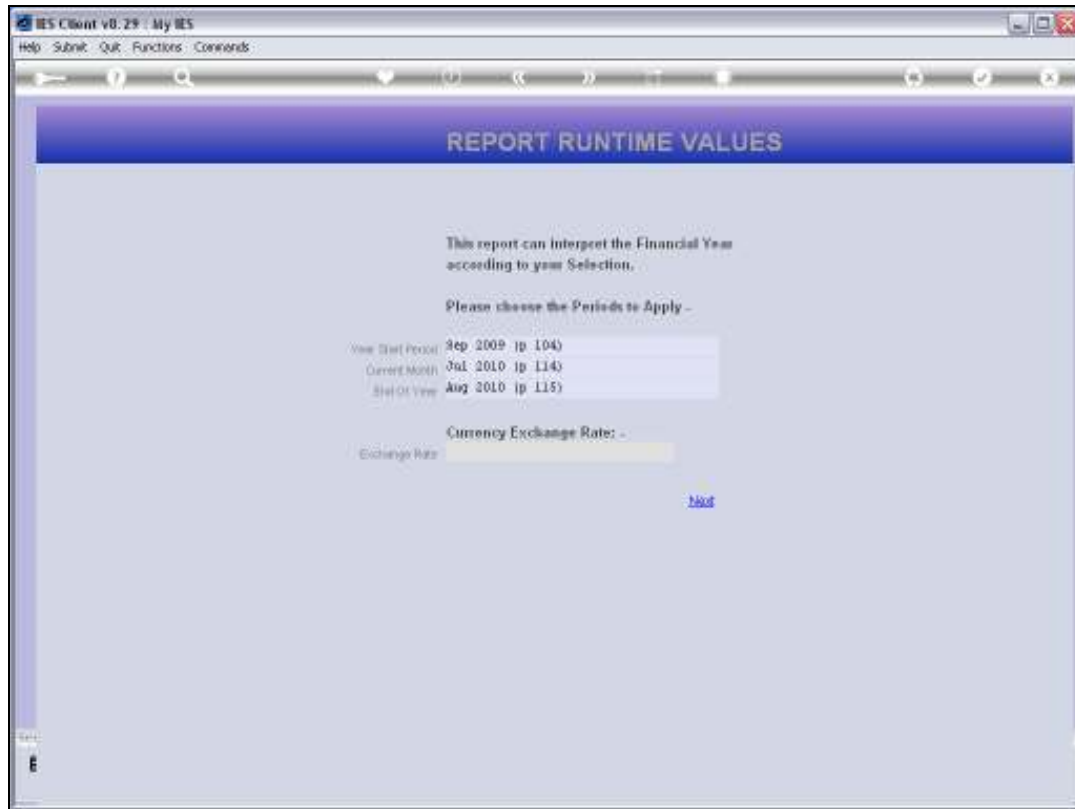 IES Client v8.29 : My IES
Help Submit Quit Functions Commands
REPORT RUNTIME VALUES
This report can interpret the Financial Year
according to your Selection.
Please choose the Periods to Apply -
Year Start Period Sep 2009 (p 104)
Current Month Jul 2010 (p 114)
End Of Year Aug 2010 (p 115)
Currency Exchange Rate: -
Exchange Rate
Next